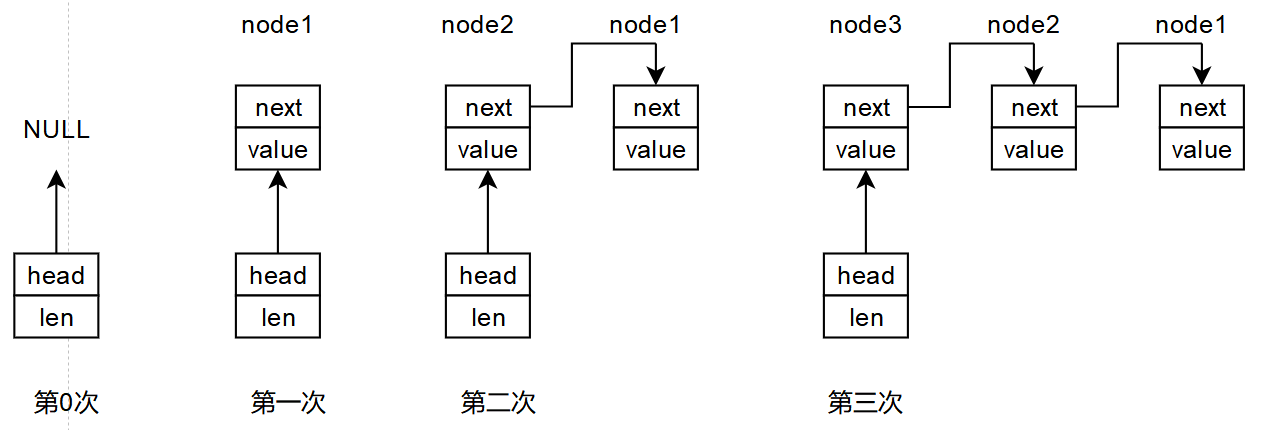 NULL
head
len
第0次
node1
next
value
head
len
第一次
node2 node1
next next
value value
head
len
第二次
node3 node2 node1
next next next
value value value
head
len
第三次